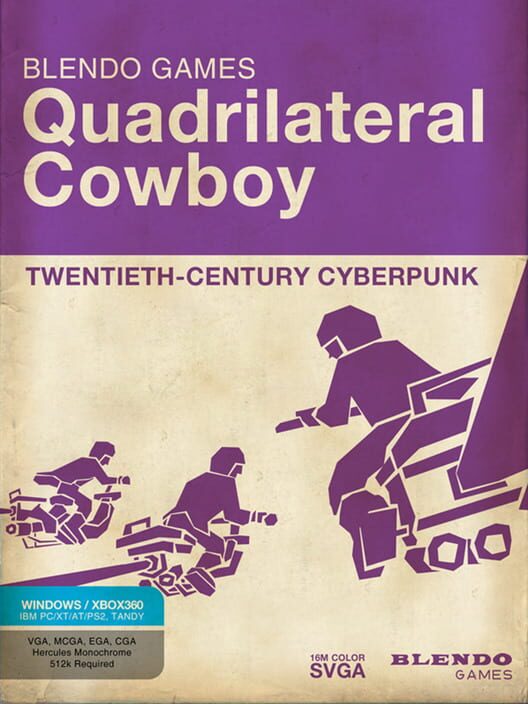 BLENDO GAMES
Quadrilateral
Cowboy
TWENTIETH-CENTURY CYBERPUNK
WINDOWS / XBOX360
IBM PC/XT/AT/PS2, TANDY
VGA, MCGA, EGA, CGA
Hercules Monochrome
512k Required
16M COLOR
SVGA
BLENDO
GAMES